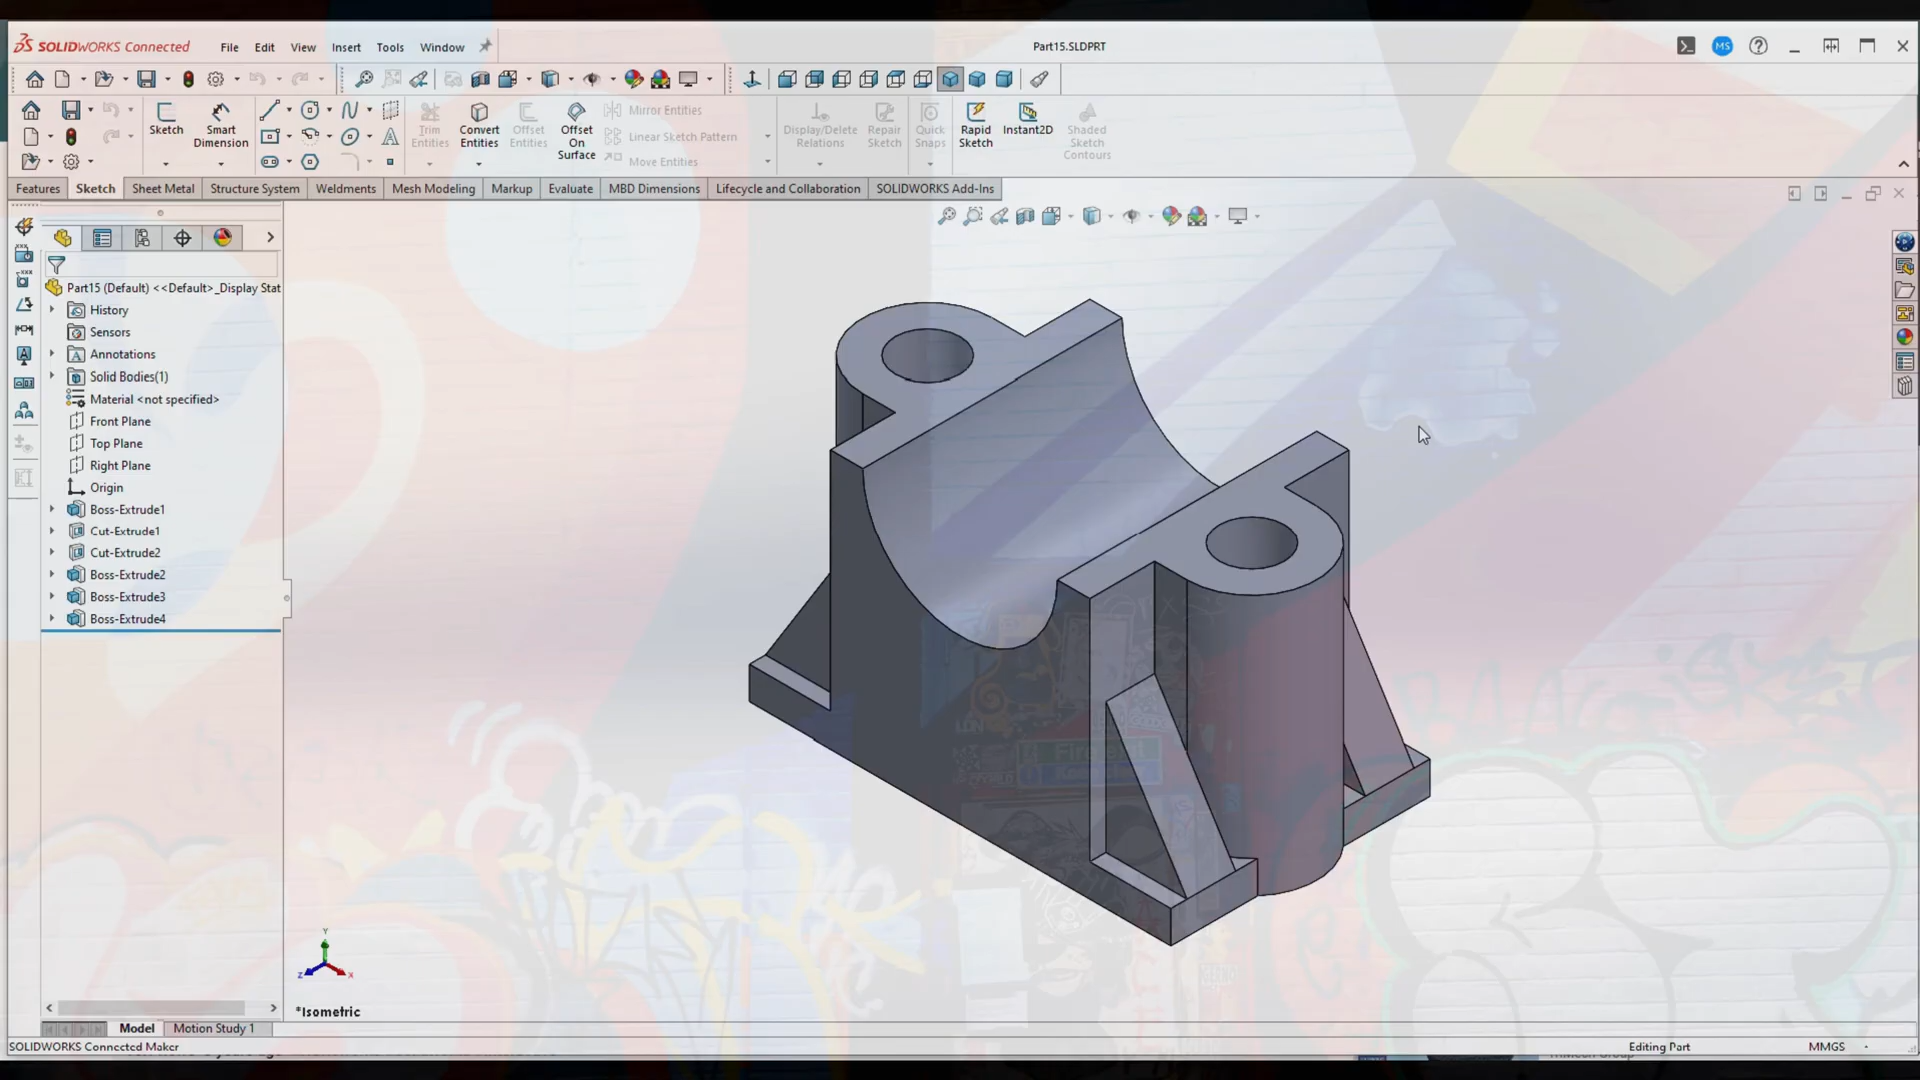 SOLIDWORKS Connected
File Edit View Insert Tools Window
Part15.SLDPRT
MS
Sketch
Smart Dimension
Trim Entities
Convert Entities
Offset Entities
Offset On Surface
Mirror Entities
Linear Sketch Pattern
Move Entities
Display/Delete Relations
Repair Sketch
Quick Snaps
Rapid Sketch
Instant2D
Shaded Sketch Contours
Features Sketch Sheet Metal Structure System Weldments Mesh Modeling Markup Evaluate MBD Dimensions Lifecycle and Collaboration SOLIDWORKS Add-Ins
Part15 (Default) <<Default>_Display Stat
History
Sensors
Annotations
Solid Bodies(1)
Material <not specified>
Front Plane
Top Plane
Right Plane
Origin
Boss-Extrude1
Cut-Extrude1
Cut-Extrude2
Boss-Extrude2
Boss-Extrude3
Boss-Extrude4
LDN
Fire exit
Y
Z X
*Isometric
Model Motion Study 1
SOLIDWORKS Connected Maker
Editing Part MMGS